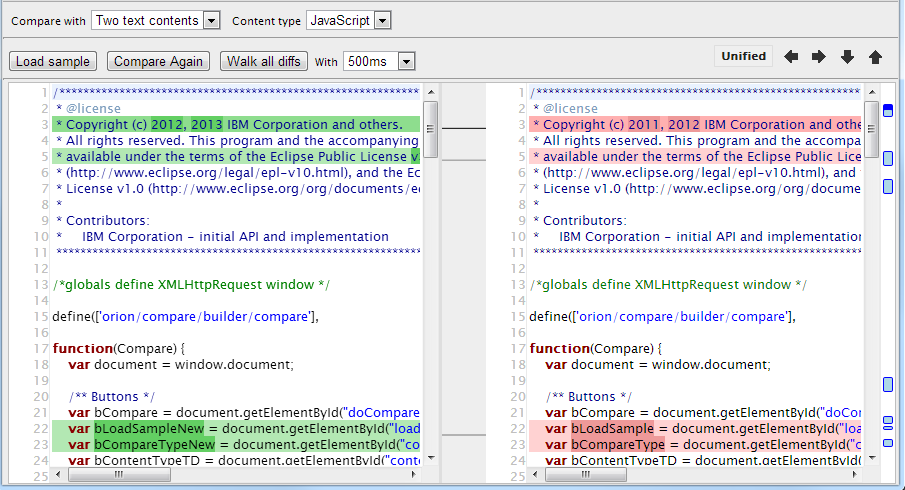 Compare with Two text contents Content type JavaScript
Load sample Compare Again Walk all diffs With 500ms Unified
1 /************************************************************
2 * @license
3 * Copyright (c) 2012, 2013 IBM Corporation and others.
4 * All rights reserved. This program and the accompanying
5 * available under the terms of the Eclipse Public License v
6 * (http://www.eclipse.org/legal/epl-v10.html), and the Ec
7 * License v1.0 (http://www.eclipse.org/org/documents/e
8 *
9 * Contributors:
10 * IBM Corporation - initial API and implementation
11 ************************************************************
12
13 /*globals define XMLHttpRequest window */
14
15 define(['orion/compare/builder/compare'],
16
17 function(Compare) {
18 var document = window.document;
19
20 /** Buttons */
21 var bCompare = document.getElementById("doCompare
22 var bLoadSampleNew = document.getElementById("load
23 var bCompareTypeNew = document.getElementById("co
24 var bContentTypeTD = document.getElementById("conte
25
1 /************************************************************
2 * @license
3 * Copyright (c) 2011, 2012 IBM Corporation and othe
4 * All rights reserved. This program and the accompa
5 * available under the terms of the Eclipse Public Lice
6 * (http://www.eclipse.org/legal/epl-v10.html), and
7 * License v1.0 (http://www.eclipse.org/org/docume
8 *
9 * Contributors:
10 * IBM Corporation - initial API and implementation
11 ************************************************************
12
13 /*globals define XMLHttpRequest window */
14
15 define(['orion/compare/builder/compare'],
16
17 function(Compare) {
18 var document = window.document;
19
20 /** Buttons */
21 var bCompare = document.getElementById("doCor
22 var bLoadSample = document.getElementById("loa
23 var bCompareType = document.getElementById("c
24 var bContentTypeTD = document.getElementById("
25